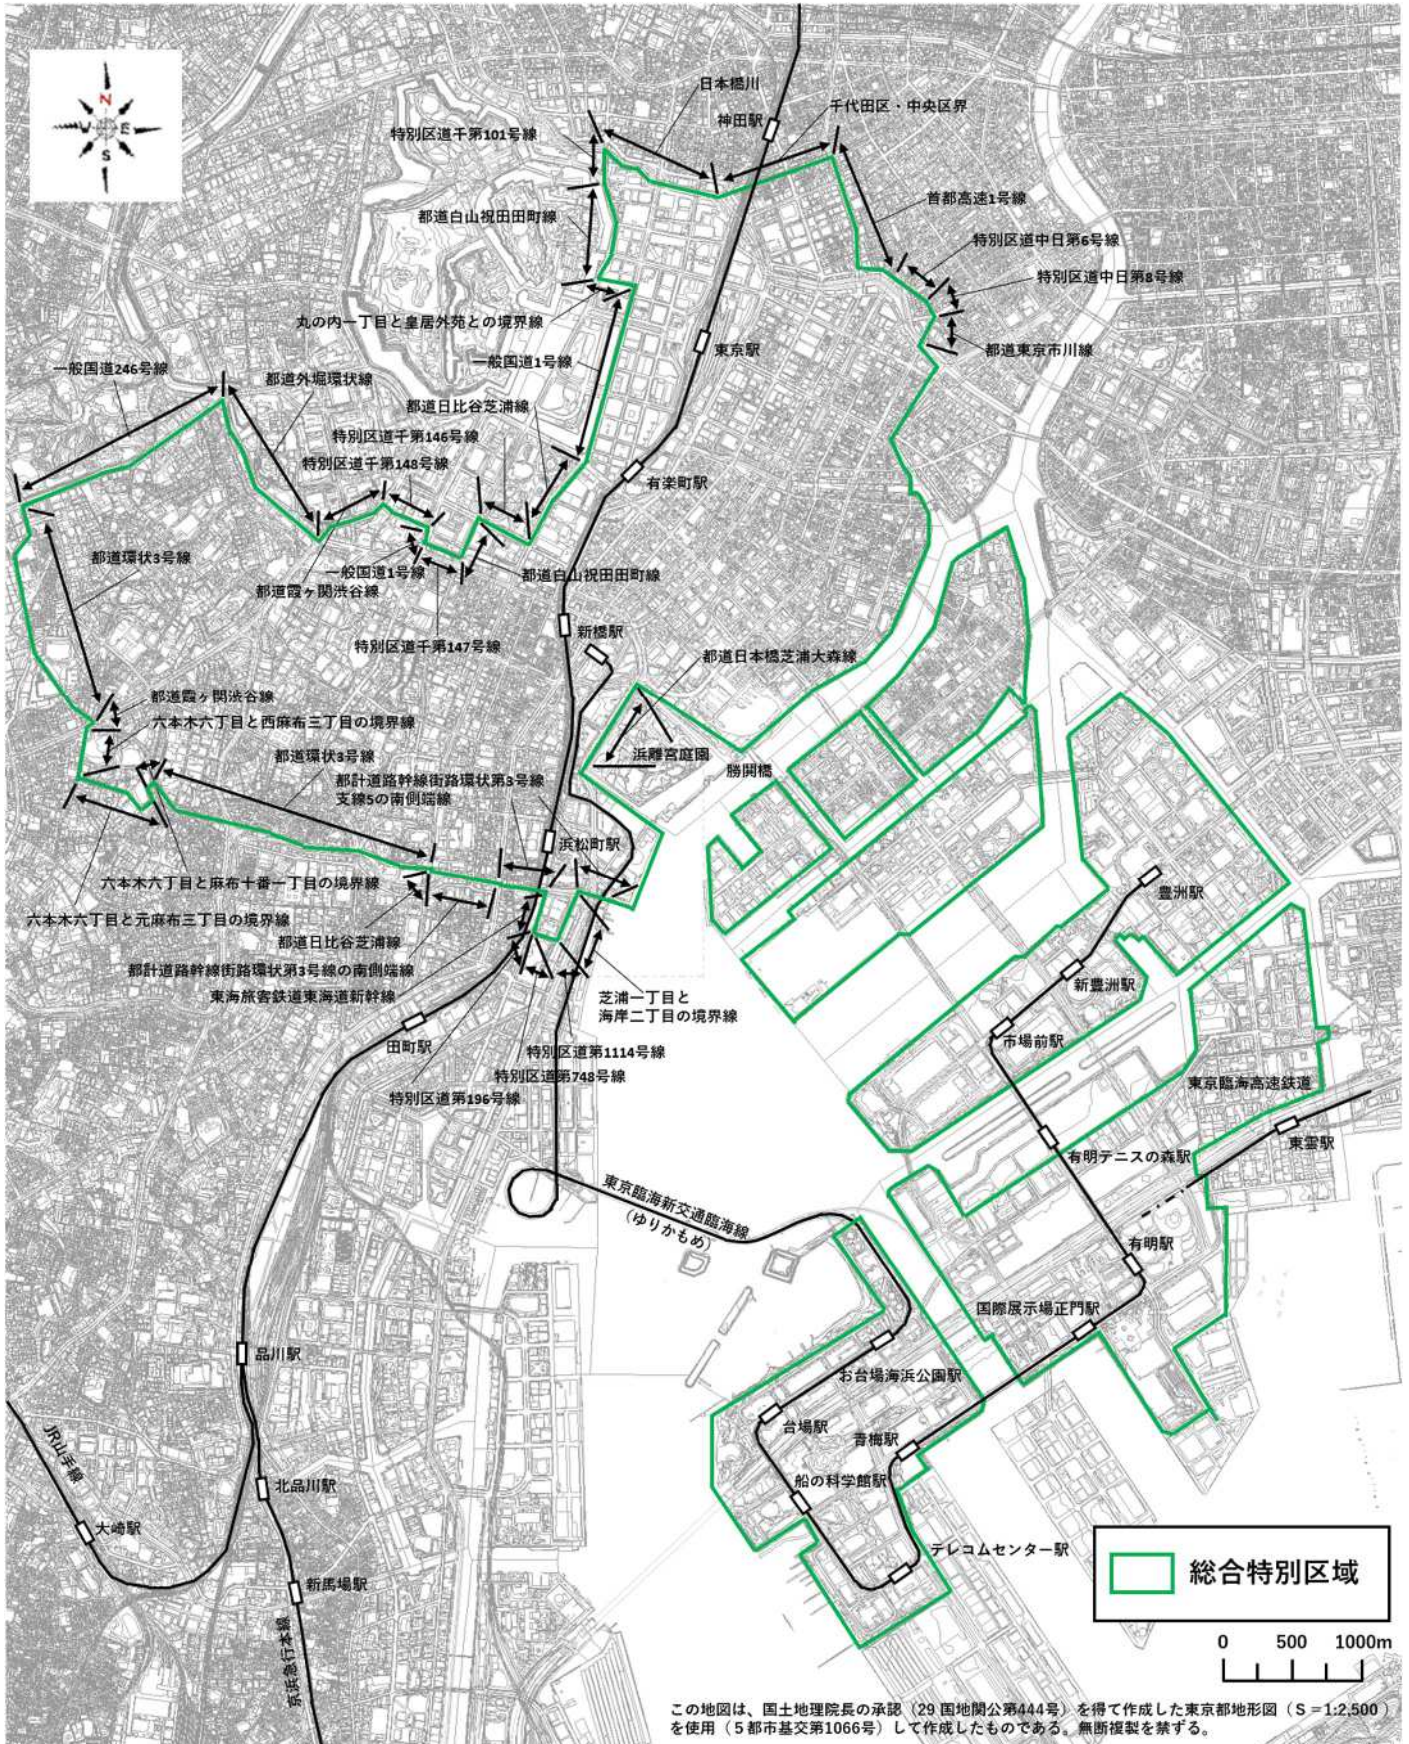 N
E
S
日本橋川
千代田区・中央区界
神田駅
特別区道千第101号線
首都高速1号線
都道白山祝田田町線
特別区道中日第6号線
特別区道中日第8号線
丸の内一丁目と皇居外苑との境界線
東京駅
都道東京市川線
一般国道1号線
一般国道246号線
都道外堀環状線
都道日比谷芝浦線
特別区道千第146号線
特別区道千第148号線
有楽町駅
都道環状3号線
一般国道1号線
都道白山祝田田町線
都道霞ヶ関渋谷線
新橋駅
特別区道千第147号線
都道日本橋芝浦大森線
都道霞ヶ関渋谷線
六本木六丁目と西麻布三丁目の境界線
都道環状3号線
浜離宮庭園
勝開橋
都計道路幹線街路環状第3号線
支線5の南側端線
浜松町駅
六本木六丁目と麻布十番一丁目の境界線
豊洲駅
六本木六丁目と元麻布三丁目の境界線
都道日比谷芝浦線
都計道路幹線街路環状第3号線の南側端線
新豊洲駅
東海旅客鉄道東海道新幹線
芝浦一丁目と
海岸二丁目の境界線
市場前駅
田町駅
特別区道第1114号線
特別区道第748号線
特別区道第196号線
東京臨海高速鉄道
東雲駅
有明テニスの森駅
東京臨海新交通臨海線
(ゆりかもめ)
有明駅
国際展示場正門駅
品川駅
お台場海浜公園駅
台場駅
青梅駅
JR山手線
船の科学館駅
北品川駅
大崎駅
テレコムセンター駅
新馬場駅
総合特別区域
京浜急行本線
0 500 1000m
この地図は、国土地理院長の承認（29 国地関公第444号）を得て作成した東京都地形図（S＝1:2,500）
を使用（5都市基交第1066号）して作成したものである。無断複製を禁ずる。